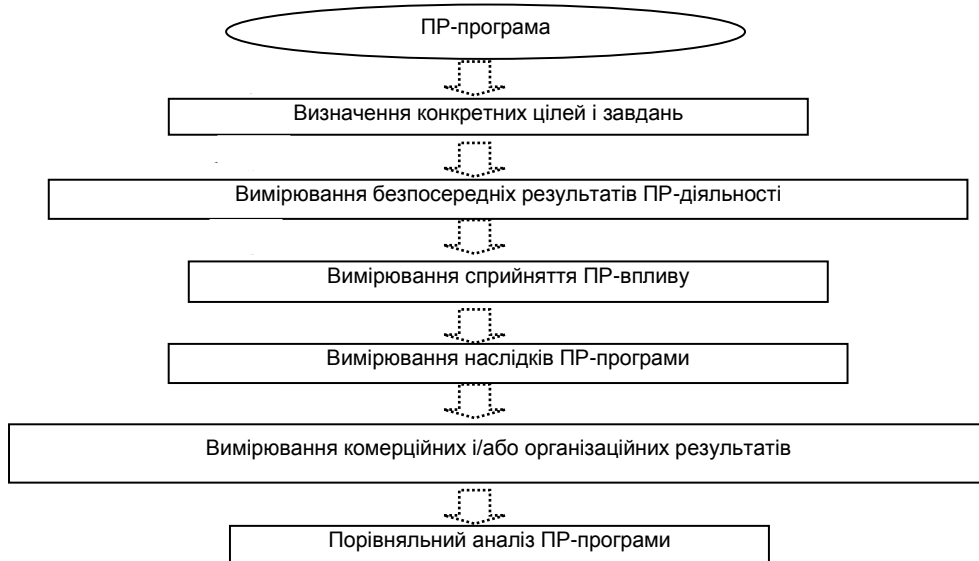 ПР-програма
Визначення конкретних цілей і завдань
Вимірювання безпосередніх результатів ПР-діяльності
Вимірювання сприйняття ПР-впливу
Вимірювання наслідків ПР-програми
Вимірювання комерційних і/або організаційних результатів
Порівняльний аналіз ПР-програми